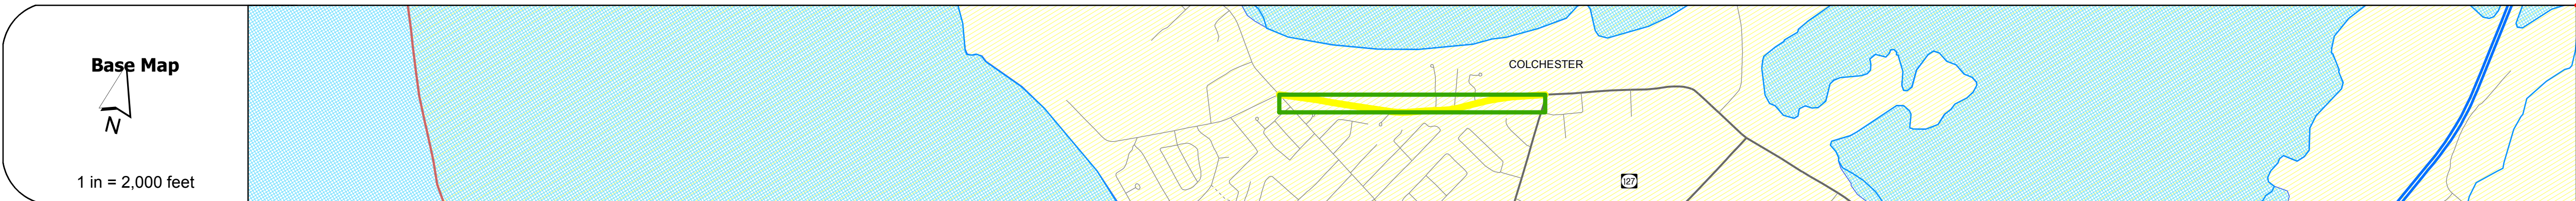 Base Map
N
1 in = 2,000 feet
COLCHESTER
127